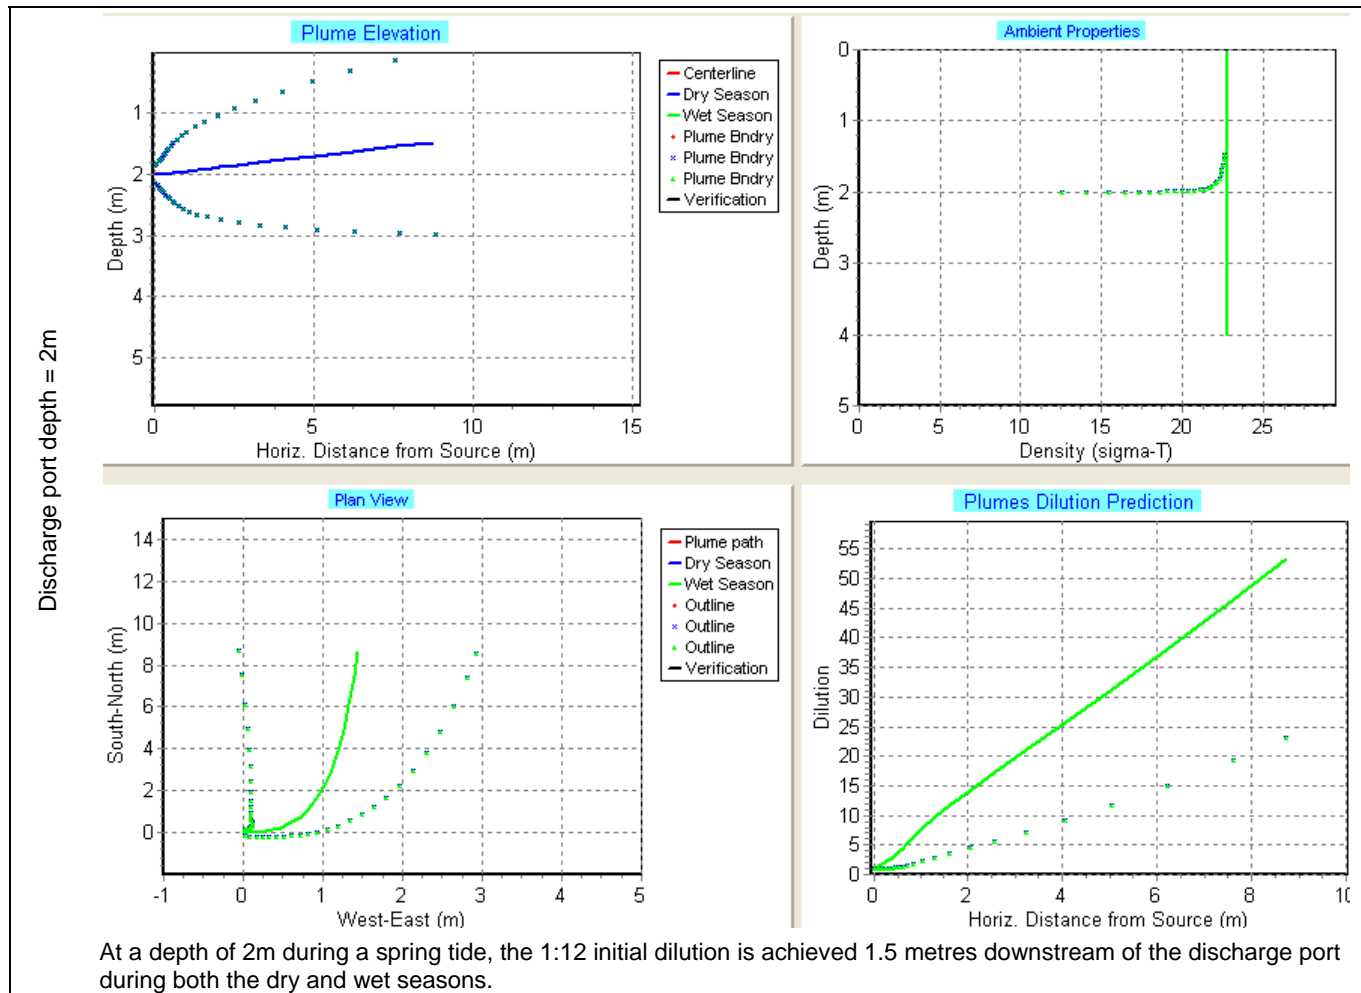 Discharge port depth = 2m
Plume Elevation
1
2
3
4
5
Depth (m)
0
5
10
15
Horiz. Distance from Source (m)
Centerline
Dry Season
Wet Season
Plume Bndry
Plume Bndry
Plume Bndry
Verification
Ambient Properties
0
1
2
3
4
5
Depth (m)
0
5
10
15
20
25
Density (sigma-T)
Plan View
14
12
10
8
6
4
2
0
South-North (m)
-1
0
1
2
3
4
5
West-East (m)
Plume path
Dry Season
Wet Season
Outline
Outline
Outline
Verification
Plumes Dilution Prediction
55
50
45
40
35
30
25
20
15
10
5
0
Dilution
0
2
4
6
8
10
Horiz. Distance from Source (m)
At a depth of 2m during a spring tide, the 1:12 initial dilution is achieved 1.5 metres downstream of the discharge port
during both the dry and wet seasons.